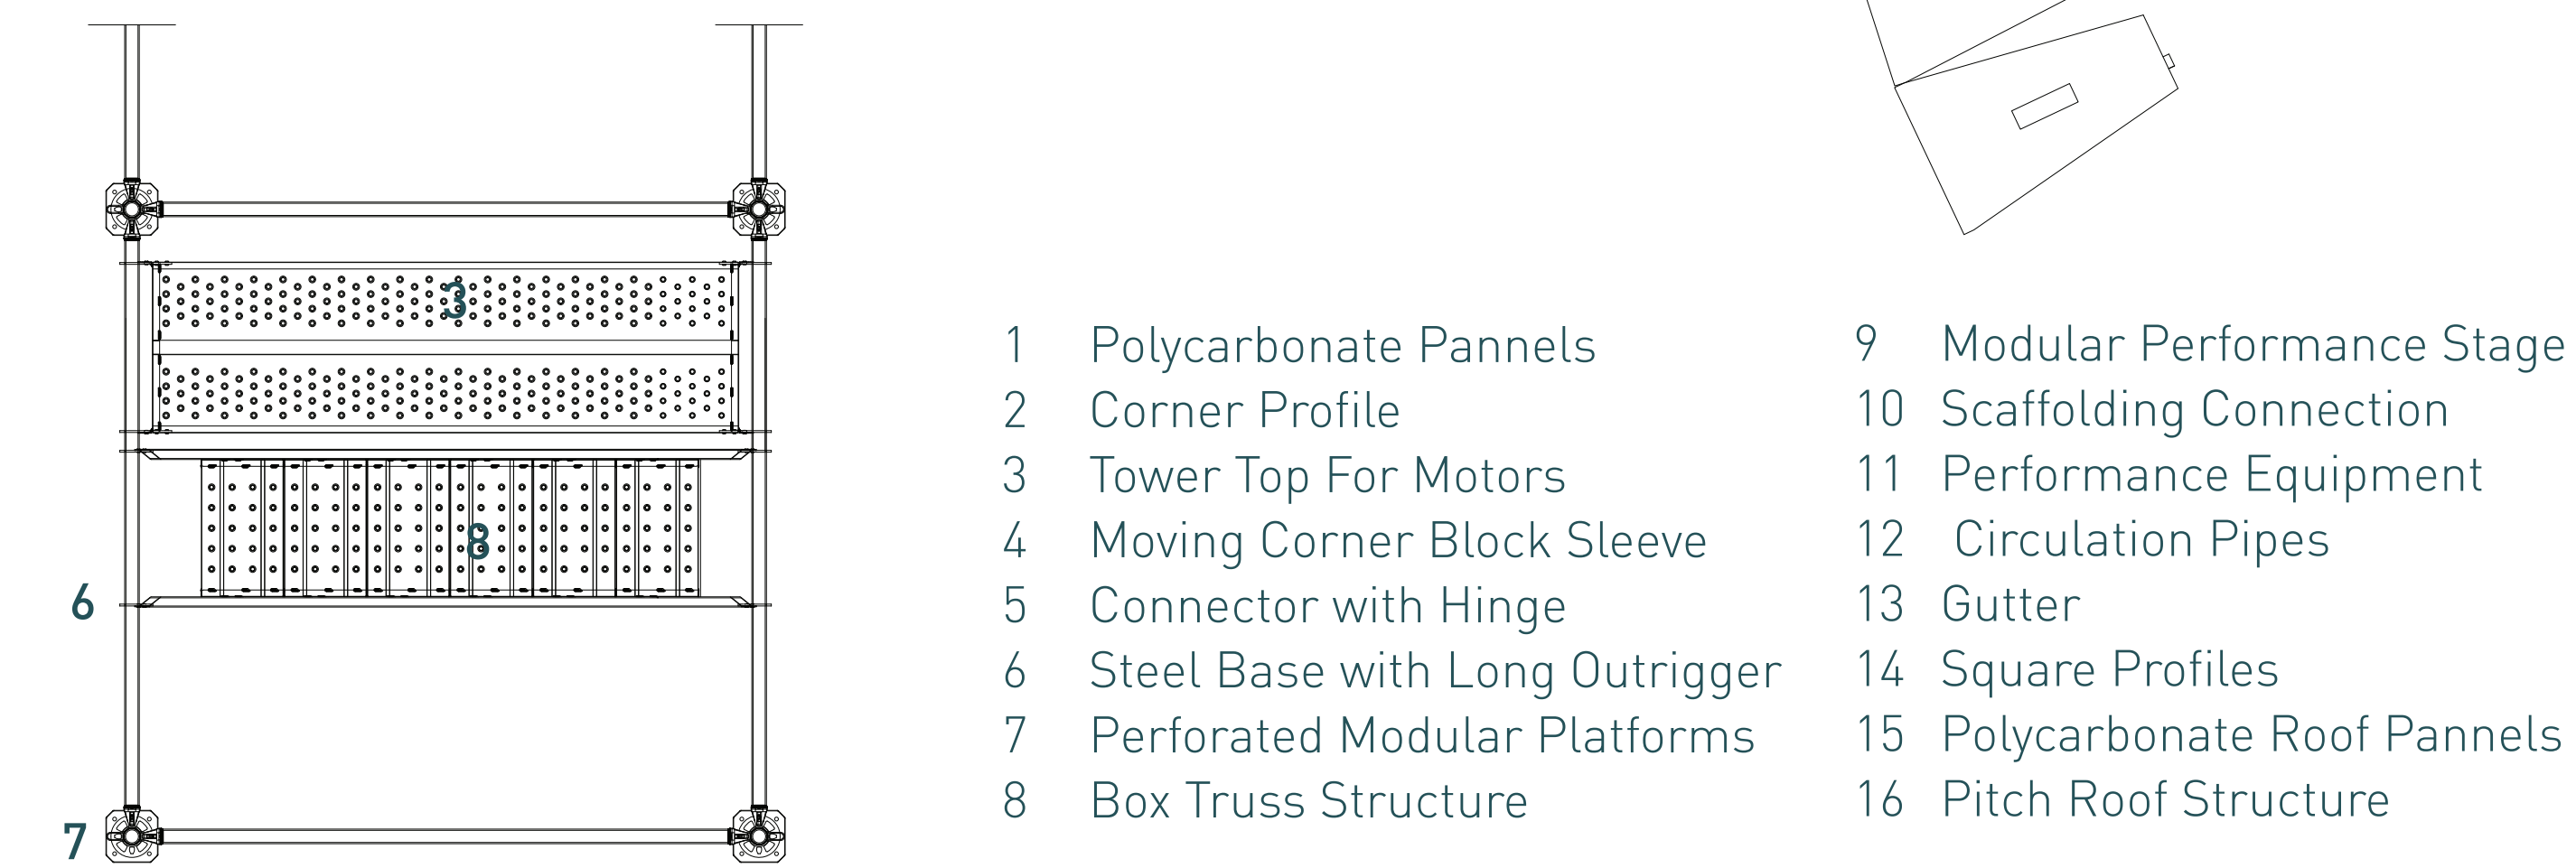 3
8
6
7
1 Polycarbonate Pannels
2 Corner Profile
3 Tower Top For Motors
4 Moving Corner Block Sleeve
5 Connector with Hinge
6 Steel Base with Long Outrigger
7 Perforated Modular Platforms
8 Box Truss Structure
9 Modular Performance Stage
10 Scaffolding Connection
11 Performance Equipment
12 Circulation Pipes
13 Gutter
14 Square Profiles
15 Polycarbonate Roof Pannels
16 Pitch Roof Structure